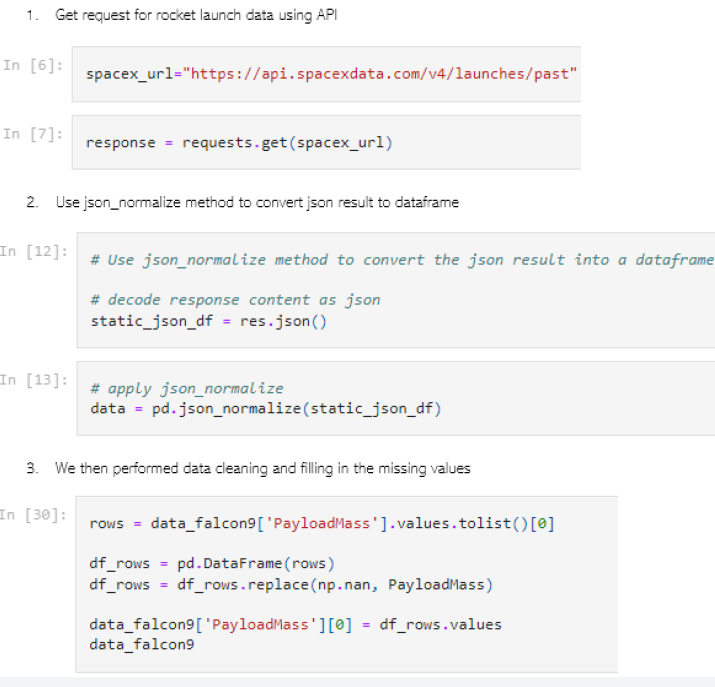 1. Get request for rocket launch data using API
In [6]: spacex_url="https://api.spacexdata.com/v4/launches/past"
In [7]: response = requests.get(spacex_url)
2. Use json_normalize method to convert json result to dataframe
In [12]: # Use json_normalize method to convert the json result into a dataframe
# decode response content as json
static_json_df = res.json()
In [13]: # apply json_normalize
data = pd.json_normalize(static_json_df)
3. We then performed data cleaning and filling in the missing values
In [30]: rows = data_falcon9['PayloadMass'].values.tolist()[0]
df_rows = pd.DataFrame(rows)
df_rows = df_rows.replace(np.nan, PayloadMass)
data_falcon9['PayloadMass'][0] = df_rows.values
data_falcon9